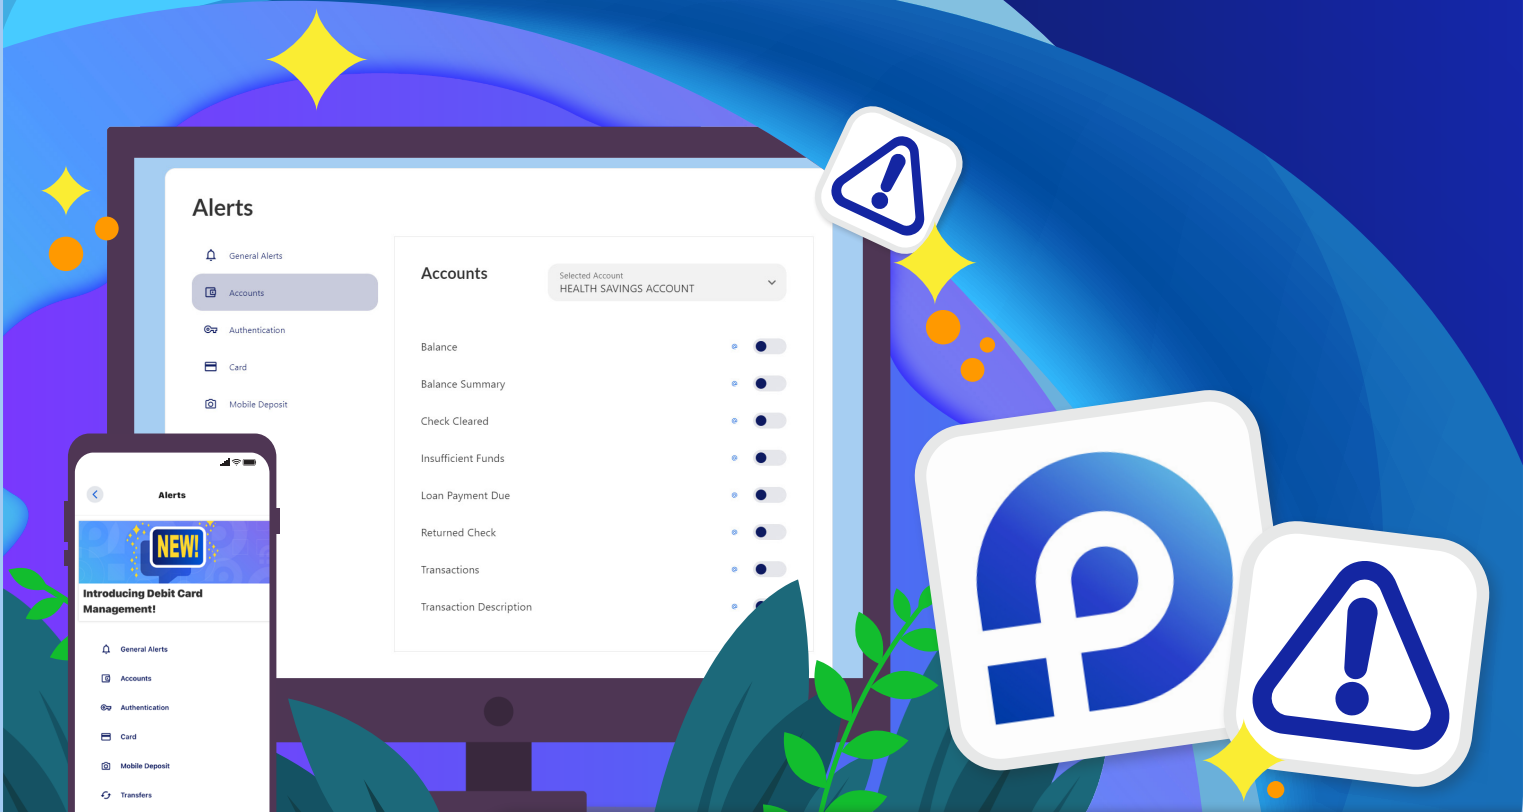 Alerts
General Alerts
Accounts
Authentication
Card
Mobile Deposit
Accounts
Selected Account
HEALTH SAVINGS ACCOUNT
Balance
Balance Summary
Check Cleared
Insufficient Funds
Loan Payment Due
Returned Check
Transactions
Transaction Description
Alerts
NEW!
Introducing Debit Card
Management!
General Alerts
Accounts
Authentication
Card
Mobile Deposit
Transfers